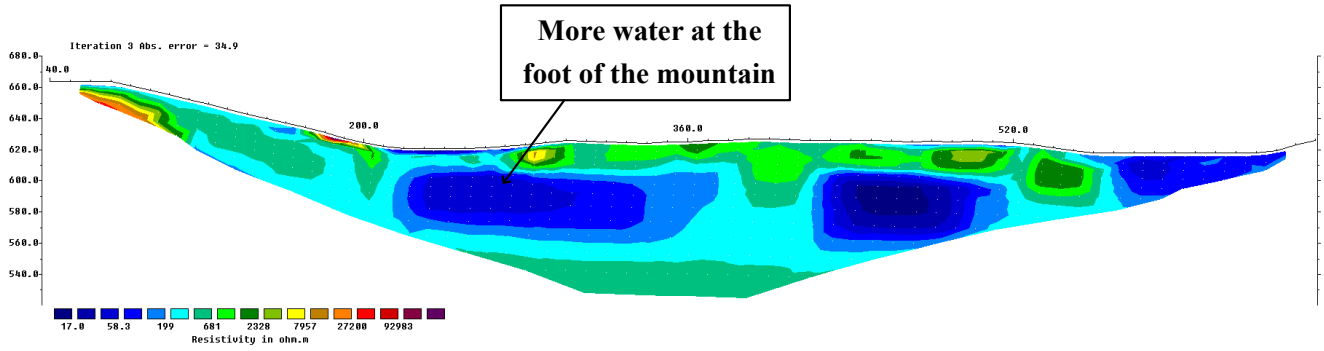 More water at the
foot of the mountain
Iteration 3 Abs. error = 34.9
680.0
40.0
660.0
640.0
200.0
360.0
520.0
620.0
600.0
580.0
560.0
540.0
17.0 58.3 199 681 2328 7957 27200 92983
Resistivity in ohm.m